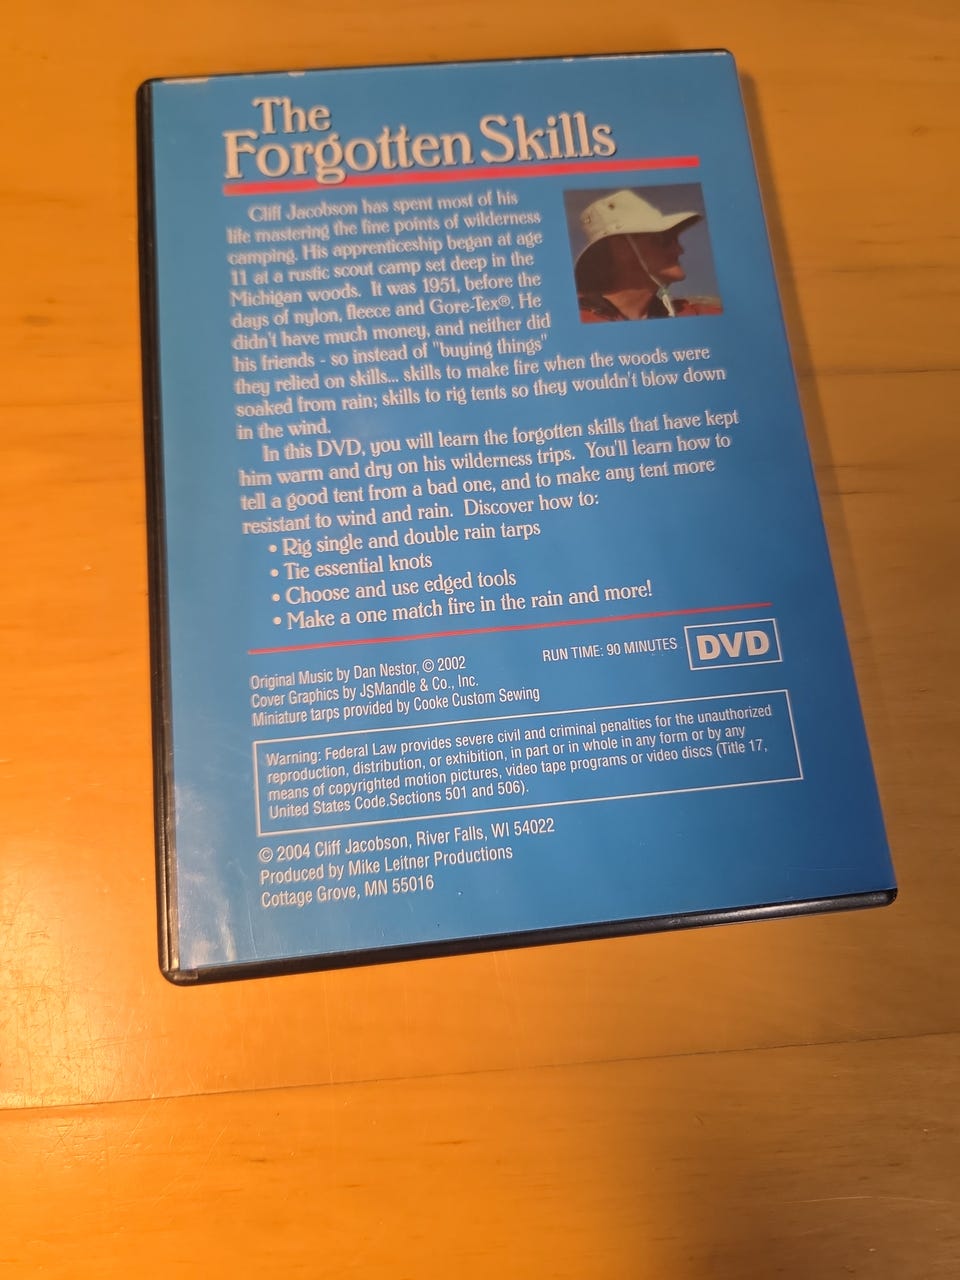 The
Forgotten Skills
Cliff Jacobson has spent most of his
life mastering the fine points of wilderness
camping. His apprenticeship began at age
11 at a rustic scout camp set deep in the
Michigan woods. It was 1951, before the
days of nylon, fleece and Gore-Tex®. He
didn't have much money, and neither did
his friends - so instead of "buying things"
they relied on skills... skills to make fire when the woods were
soaked from rain; skills to rig tents so they wouldn't blow down
in the wind.
In this DVD, you will learn the forgotten skills that have kept
him warm and dry on his wilderness trips. You'll learn how to
tell a good tent from a bad one, and to make any tent more
resistant to wind and rain. Discover how to:
• Rig single and double rain tarps
• Tie essential knots
• Choose and use edged tools
• Make a one match fire in the rain and more!
Original Music by Dan Nestor, © 2002
Cover Graphics by JSMandle & Co., Inc.
Miniature tarps provided by Cooke Custom Sewing
RUN TIME: 90 MINUTES
DVD
Warning: Federal Law provides severe civil and criminal penalties for the unauthorized
reproduction, distribution, or exhibition, in part or in whole in any form or by any
means of copyrighted motion pictures, video tape programs or video discs (Title 17,
United States Code.Sections 501 and 506).
© 2004 Cliff Jacobson, River Falls, WI 54022
Produced by Mike Leitner Productions
Cottage Grove, MN 55016